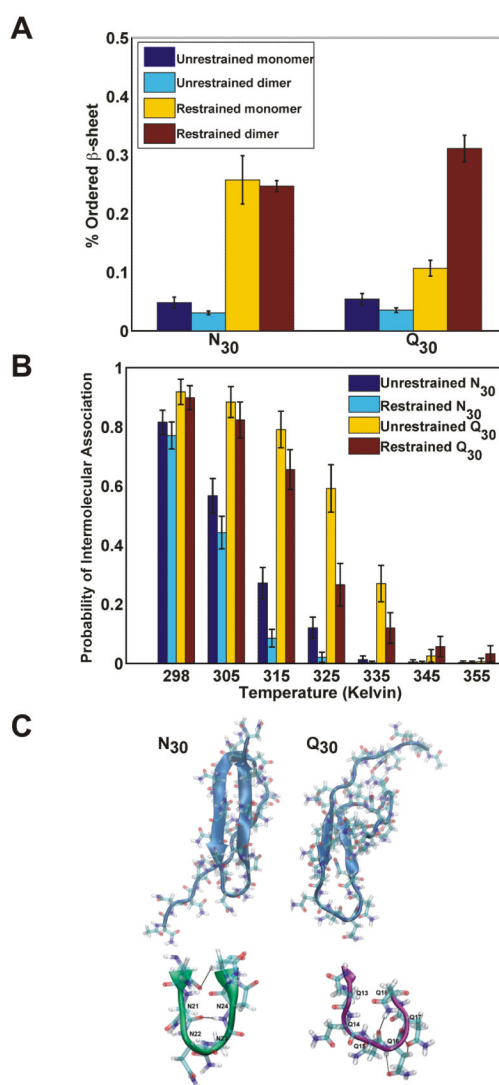 A
% Ordered β-sheet
0.5
0.4
0.3
0.2
0.1
0
Unrestrained monomer
Unrestrained dimer
Restrained monomer
Restrained dimer
N30
Q30
B
Probability of Intermolecular Association
1
0.8
0.6
0.4
0.2
0
Unrestrained N30
Restrained N30
Unrestrained Q30
Restrained Q30
298 305 315 325 335 345 355
Temperature (Kelvin)
C
N30 Q30
N21 N24
N22 N23
Q13 Q18
Q14 Q17
Q15 Q16